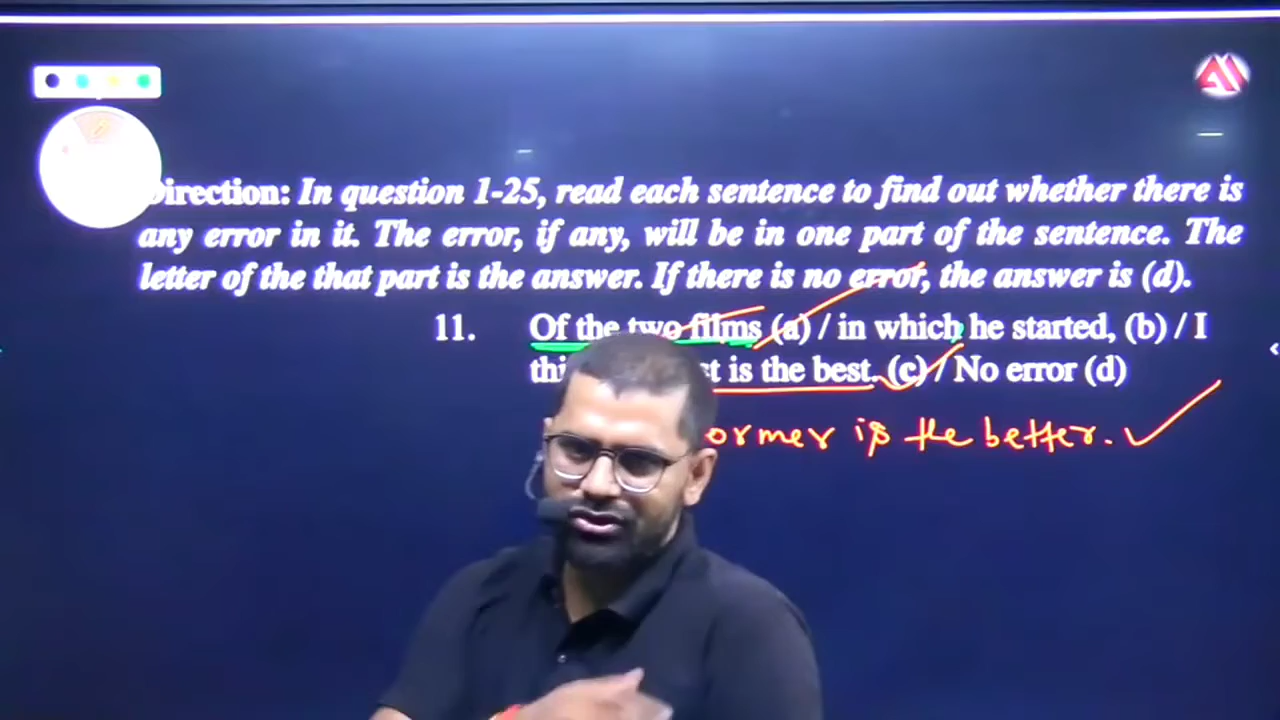 Direction: In question 1-25, read each sentence to find out whether there is
any error in it. The error, if any, will be in one part of the sentence. The
letter of the that part is the answer. If there is no error, the answer is (d).
11. Of the two films (a) / in which he started, (b) / I
is the best. (c) / No error (d)
is the better.